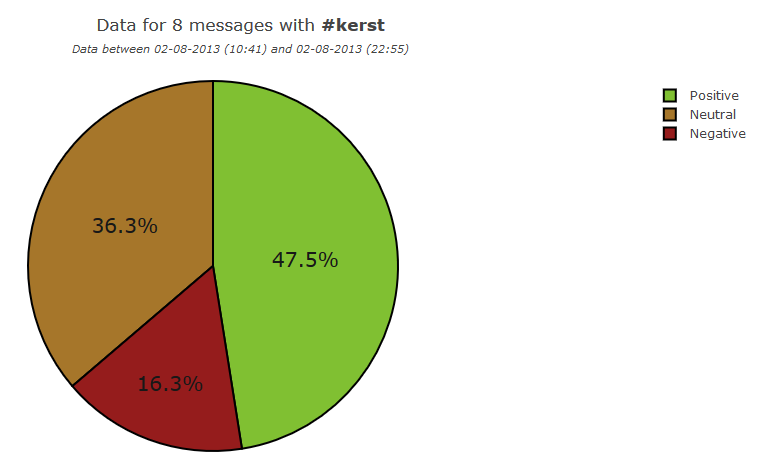 Data for 8 messages with #kerst
Data between 02-08-2013 (10:41) and 02-08-2013 (22:55)
Positive
Neutral
Negative
36.3%
47.5%
16.3%